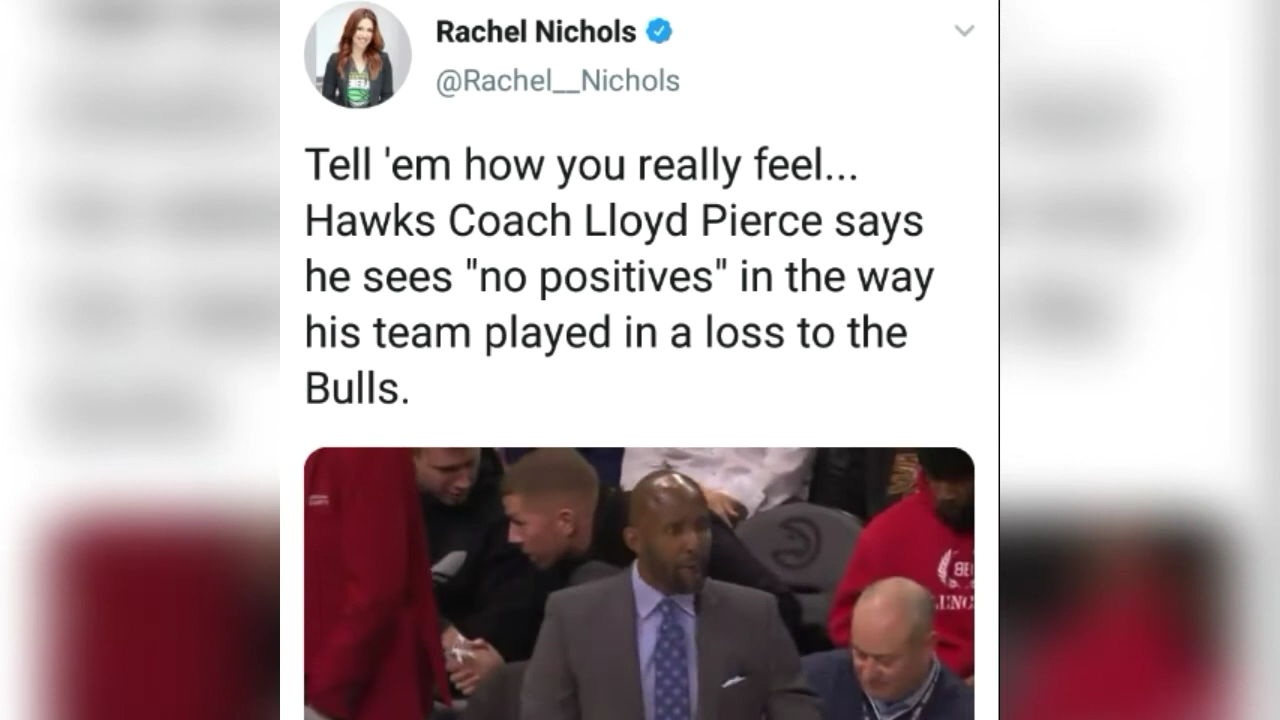 Rachel Nichols
@Rachel__Nichols
Tell 'em how you really feel...
Hawks Coach Lloyd Pierce says
he sees "no positives" in the way
his team played in a loss to the
Bulls.